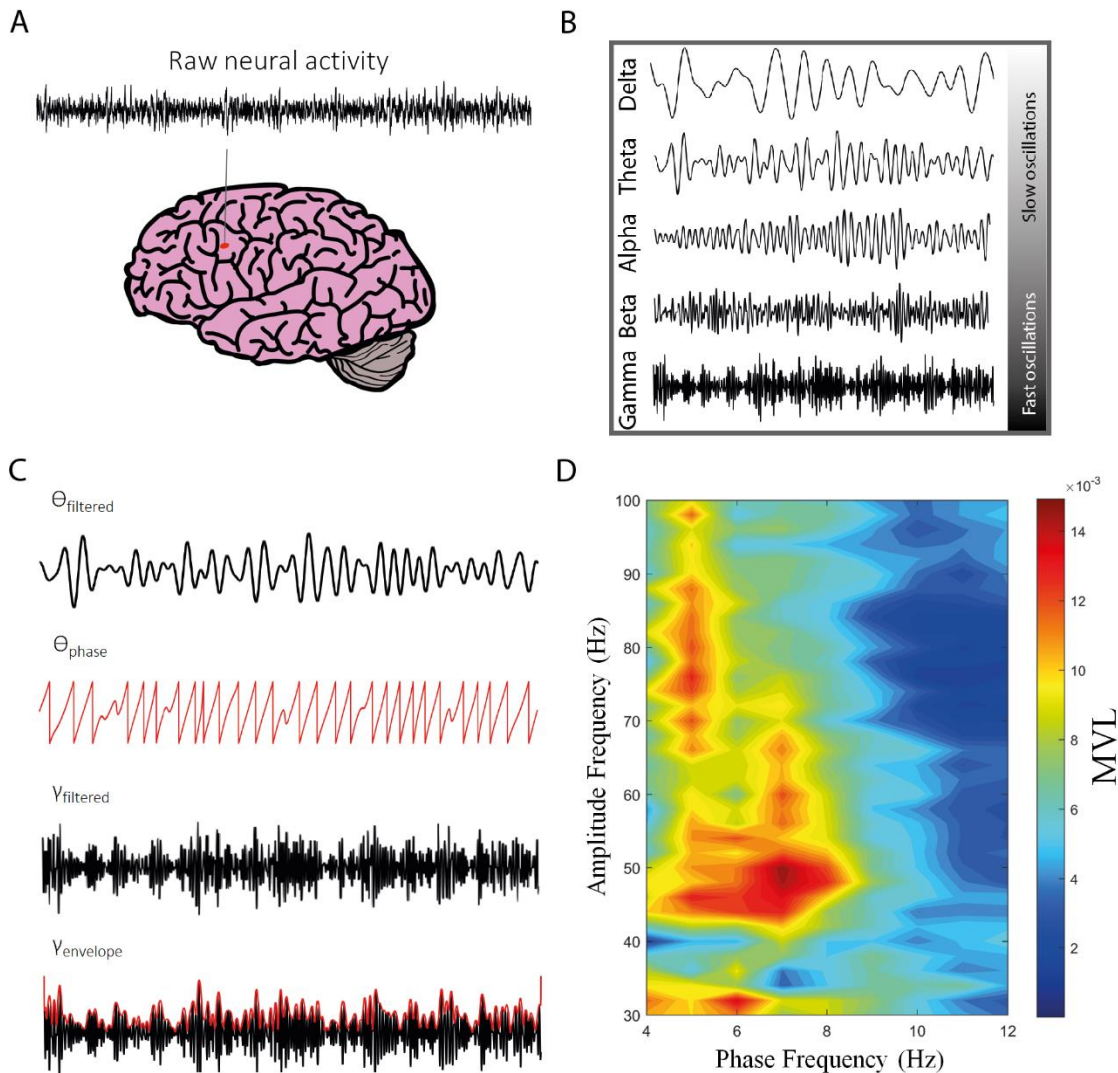 A
Raw neural activity
B
Delta
Theta
Alpha
Beta
Gamma
Slow oscillations
Fast oscillations
C
Θfiltered
Θphase
γfiltered
γenvelope
D
×10⁻³
100
90
80
70
60
50
40
30
4
6
8
10
12
Amplitude Frequency (Hz)
Phase Frequency (Hz)
14
12
10
8
6
4
2
MVL